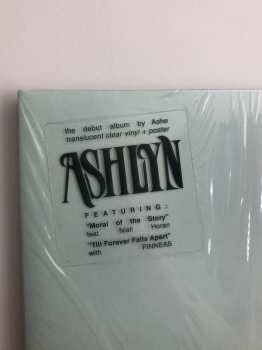 the debut album by Ashe
translucent clear vinyl + poster
ASHLYN
FEATURING:
"Moral of the Story"
feat. Niall Horan
"Till Forever Falls Apart"
with FINNEAS